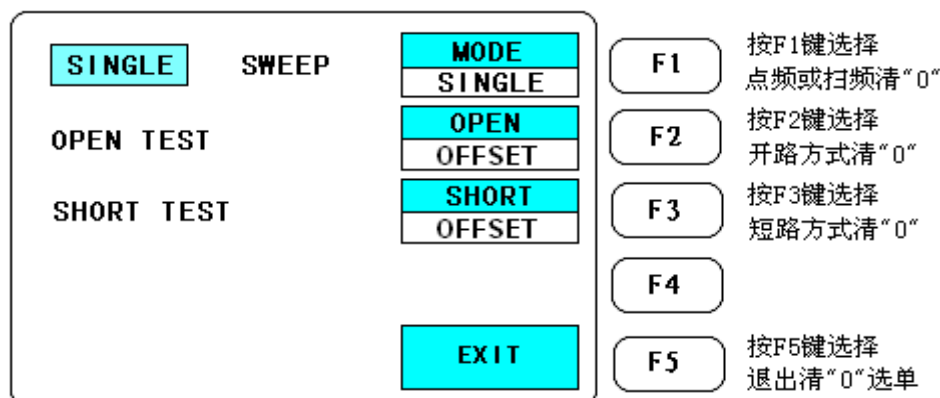 SINGLE SWEEP MODE F1 按F1键选择
SINGLE 点频或扫频清"0"
OPEN TEST OPEN F2 按F2键选择
OFFSET 开路方式清"0"
SHORT TEST SHORT F3 按F3键选择
OFFSET 短路方式清"0"
F4
EXIT F5 按F5键选择
退出清"0"选单